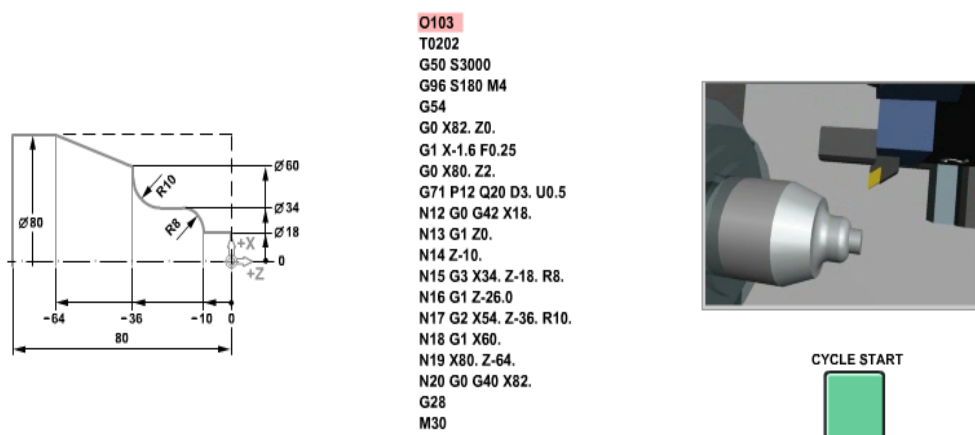 Ø80
R10
R8
Ø60
Ø34
Ø18
+X
0
+Z
-64
-36
-10
0
80
O103
T0202
G50 S3000
G96 S180 M4
G54
G0 X82. Z0.
G1 X-1.6 F0.25
G0 X80. Z2.
G71 P12 Q20 D3. U0.5
N12 G0 G42 X18.
N13 G1 Z0.
N14 Z-10.
N15 G3 X34. Z-18. R8.
N16 G1 Z-26.0
N17 G2 X54. Z-36. R10.
N18 G1 X60.
N19 X80. Z-64.
N20 G0 G40 X82.
G28
M30
CYCLE START